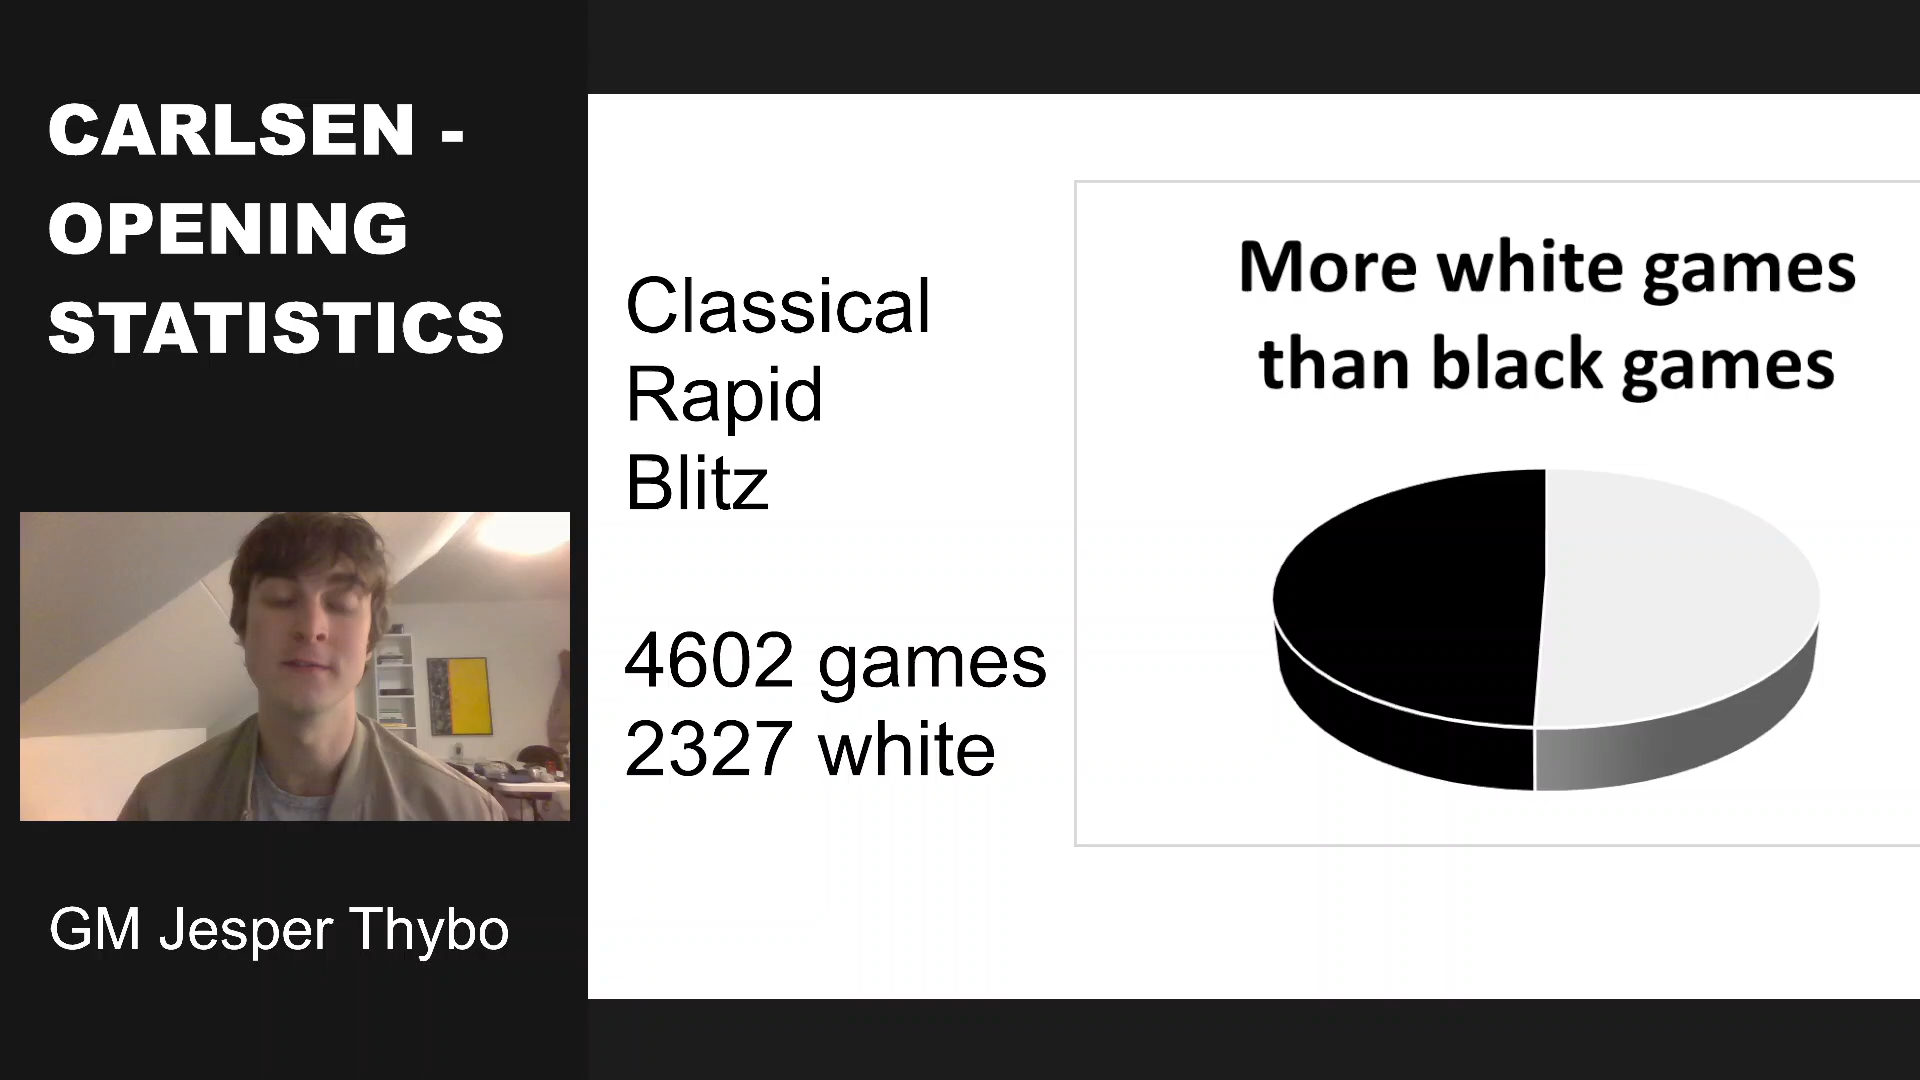 CARLSEN -
OPENING
STATISTICS
GM Jesper Thybo
Classical
Rapid
Blitz
4602 games
2327 white
More white games
than black games